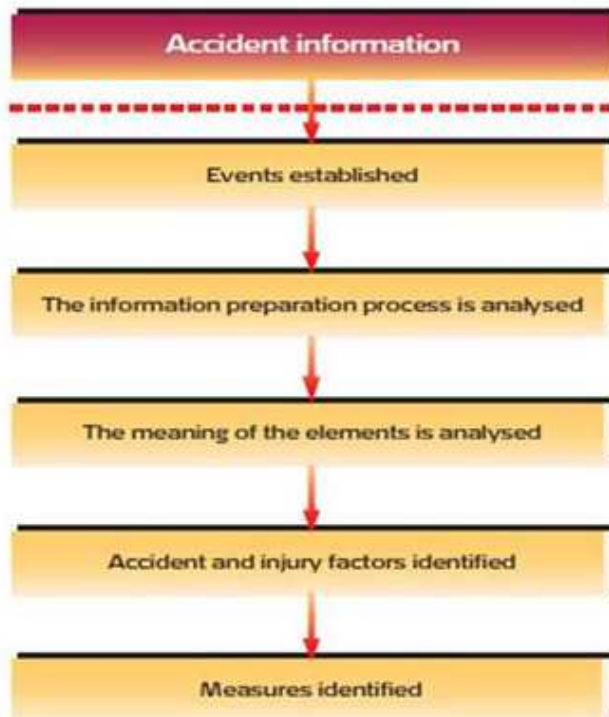 Accident information
Events established
The information preparation process is analysed
The meaning of the elements is analysed
Accident and injury factors identified
Measures identified